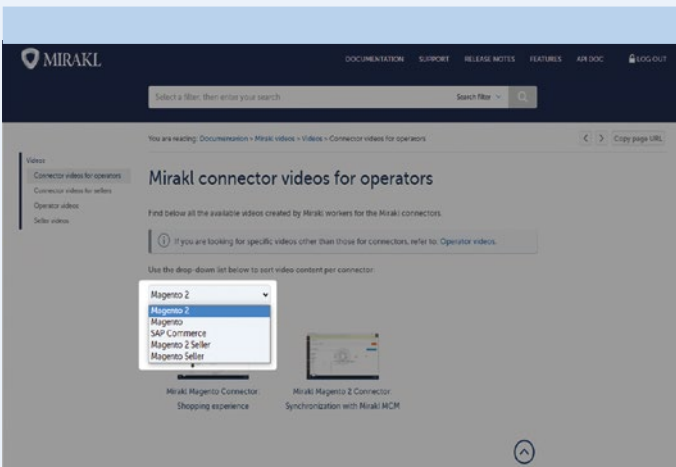 MIRAKL
DOCUMENTATION SUPPORT RELEASE NOTES FEATURES API DOC LOG OUT
Select a filter, then enter your search Search filter
You are reading: Documentation > Mirakl videos > Videos > Connector videos for operators Copy page URL
Videos
Connector videos for operators
Connector videos for sellers
Operator videos
Seller videos
Mirakl connector videos for operators
Find below all the available videos created by Mirakl workers for the Mirakl connectors.
If you are looking for specific videos other than those for connectors, refer to: Operator videos.
Use the drop-down list below to sort video content per connector:
Magento 2
Magento 2
Magento
SAP Commerce
Magento 2 Seller
Magento Seller
Mirakl Magento Connector: Shopping experience
Mirakl Magento 2 Connector: Synchronization with Mirakl MCM